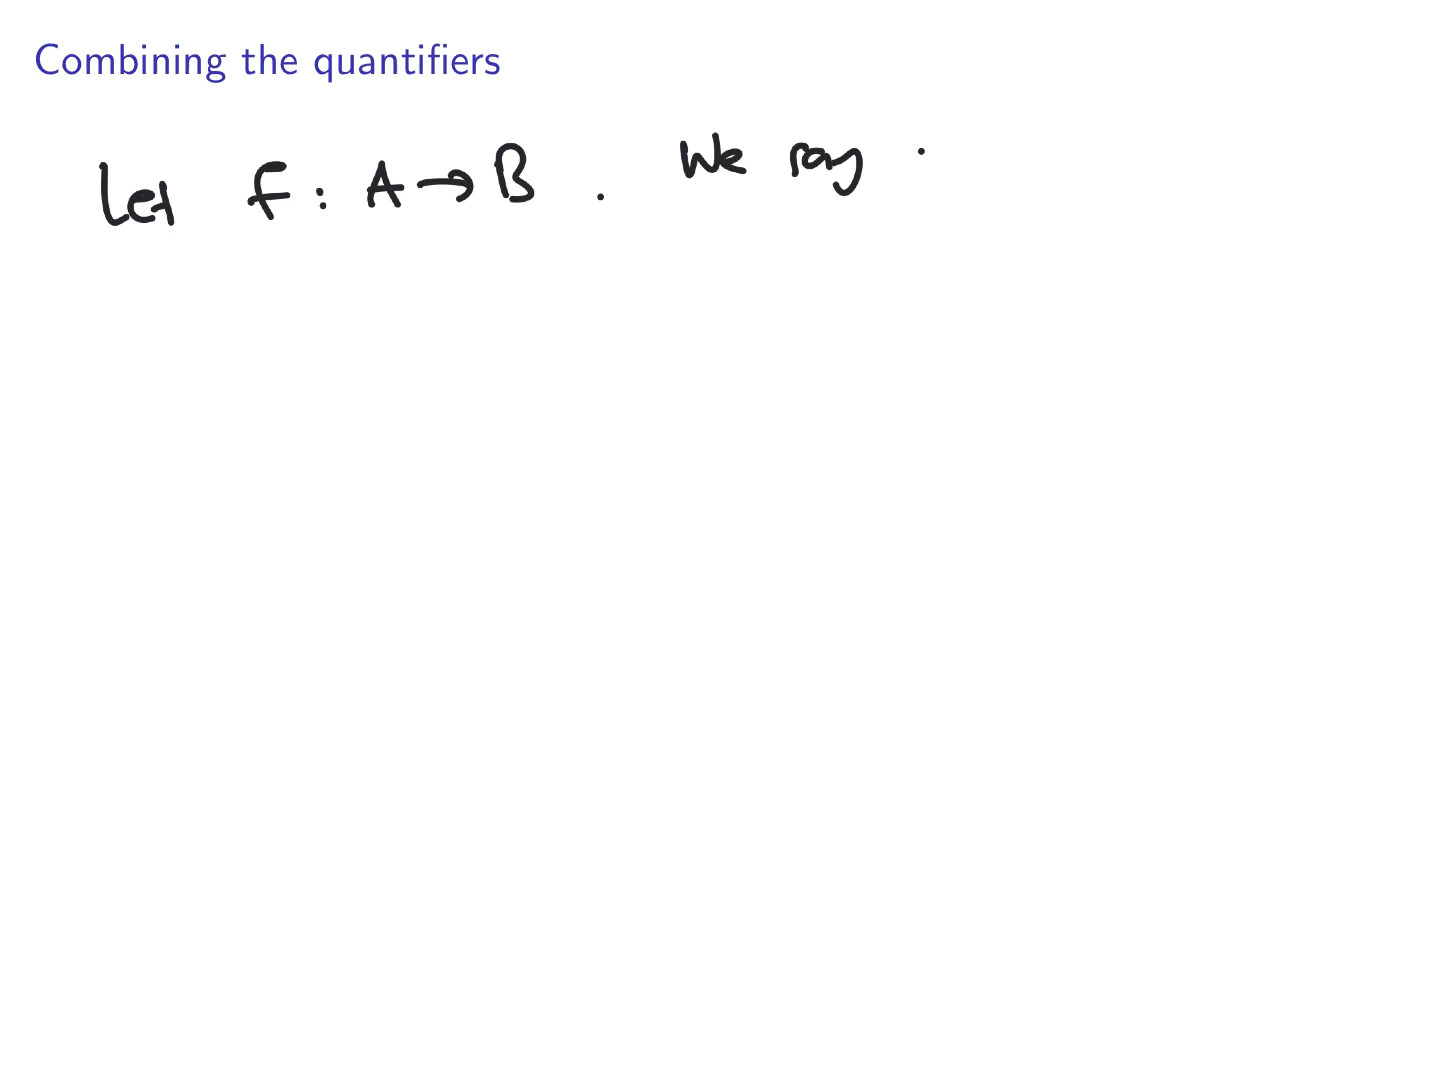 Combining the quantifiers
Let f : A → B . We say .